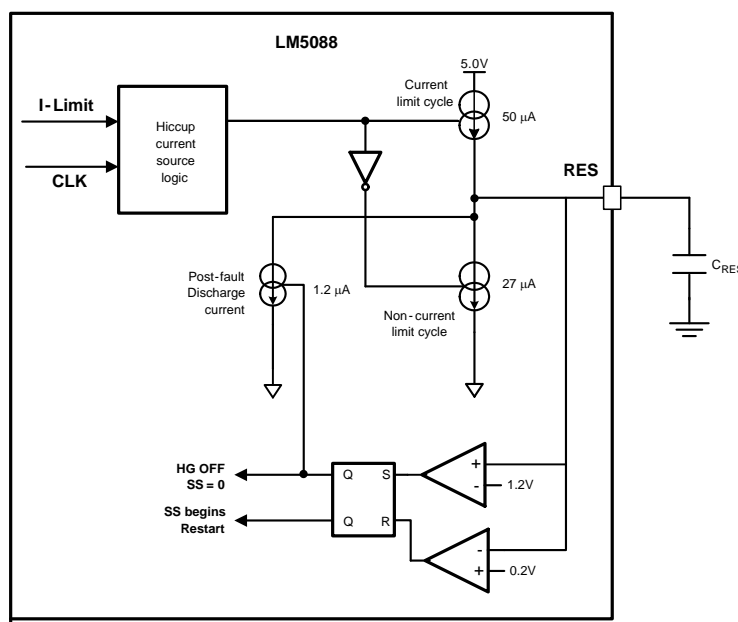 LM5088
5.0V
Current
limit cycle
50 μA
I-Limit
CLK
Hiccup
current
source
logic
RES
CRES
Post-fault
Discharge
current
1.2 μA
27 μA
Non-current
limit cycle
HG OFF
SS = 0
SS begins
Restart
Q
S
Q
R
+
-
1.2V
-
+
0.2V